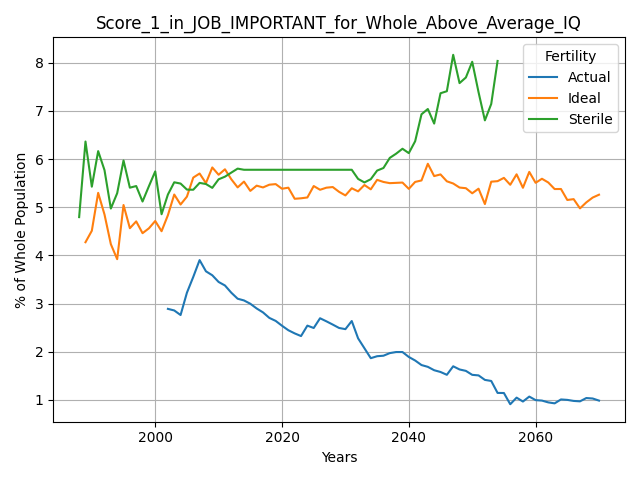 Score_1_in_JOB_IMPORTANT_for_Whole_Above_Average_IQ
Fertility
Actual
Ideal
Sterile
% of Whole Population
8
7
6
5
4
3
2
1
2000 2020 2040 2060
Years